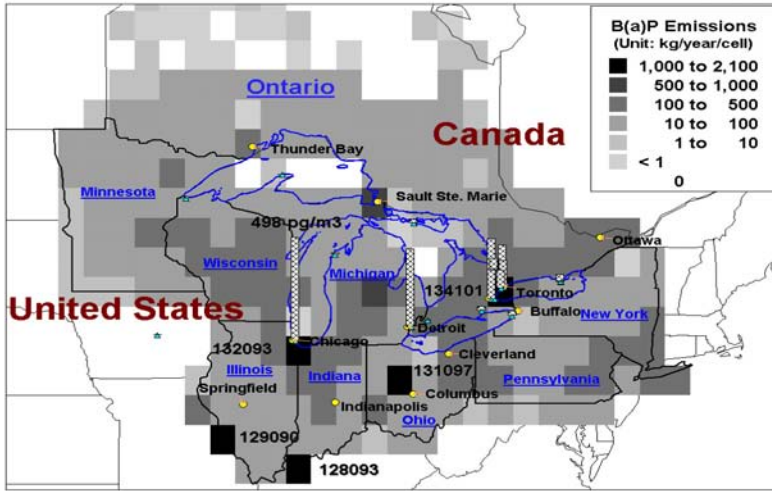 B(a)P Emissions
(Unit: kg/year/cell)
1,000 to 2,100
500 to 1,000
100 to 500
10 to 100
1 to 10
< 1
0
Ontario
Canada
Thunder Bay
Minnesota
Sault Ste. Marie
498 pg/m3
Ottawa
Wisconsin
Michigan
134101
Toronto
United States
New York
Buffalo
Detroit
132093
Chicago
Cleverland
Illinois
Indiana
131097
Pennsylvania
Springfield
Columbus
Indianapolis
Ohio
129090
128093